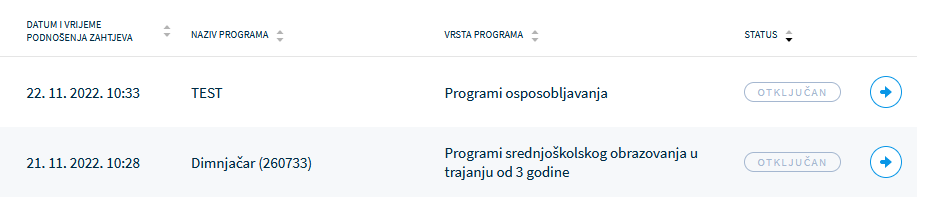 DATUM I VRIJEME
PODNOŠENJA ZAHTJEVA
NAZIV PROGRAMA
VRSTA PROGRAMA
STATUS
22. 11. 2022. 10:33
TEST
Programi osposobljavanja
OTKLJUČAN
21. 11. 2022. 10:28
Dimnjačar (260733)
Programi srednjoškolskog obrazovanja u
trajanju od 3 godine
OTKLJUČAN